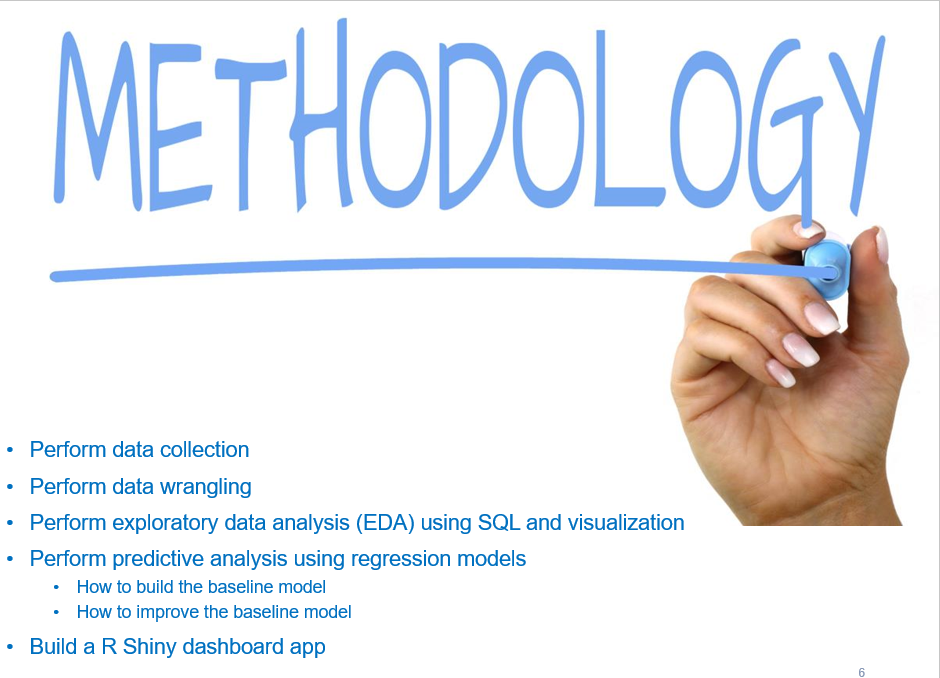 METHODOLOGY
• Perform data collection
• Perform data wrangling
• Perform exploratory data analysis (EDA) using SQL and visualization
• Perform predictive analysis using regression models
• How to build the baseline model
• How to improve the baseline model
• Build a R Shiny dashboard app
6